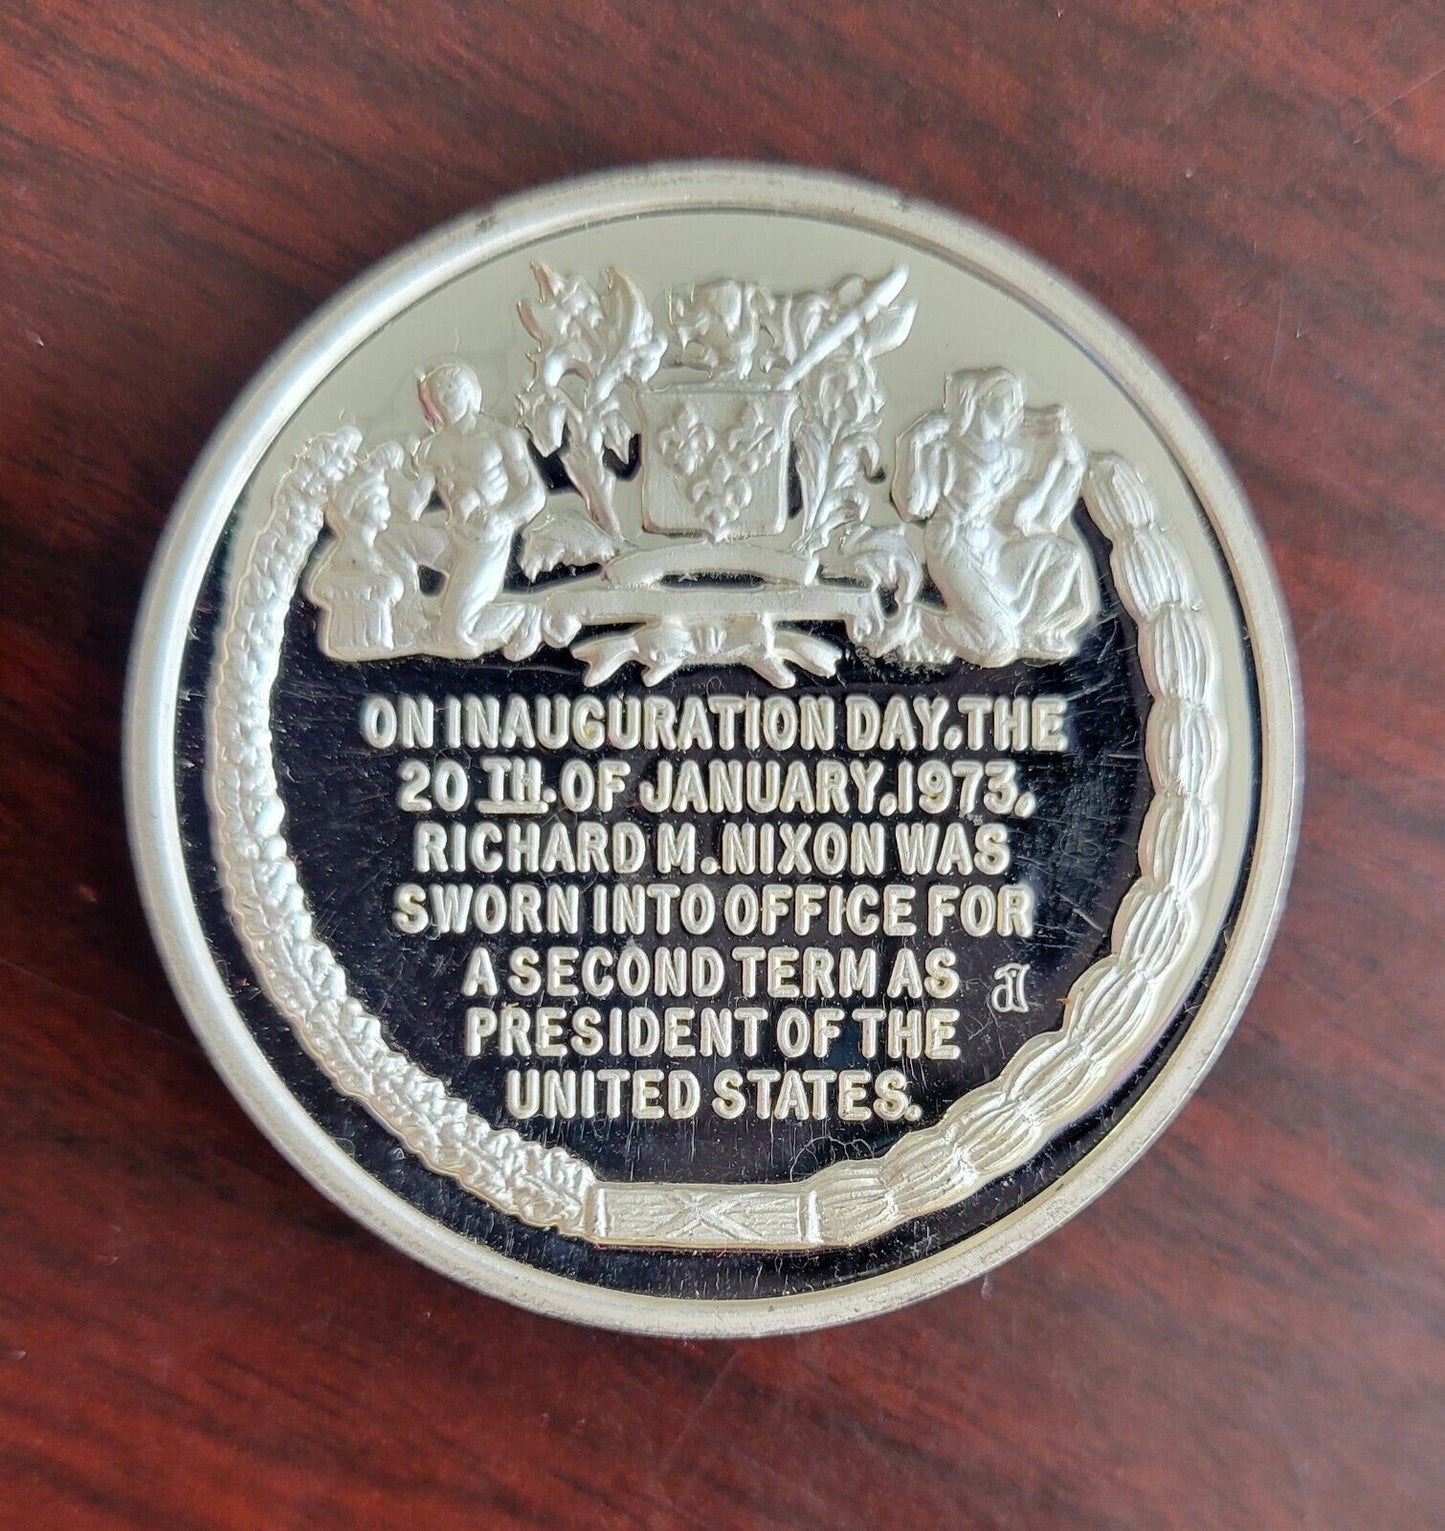 ON INAUGURATION DAY, THE
20 TH. OF JANUARY, 1973,
RICHARD M. NIXON WAS
SWORN INTO OFFICE FOR
A SECOND TERM AS
PRESIDENT OF THE
UNITED STATES.